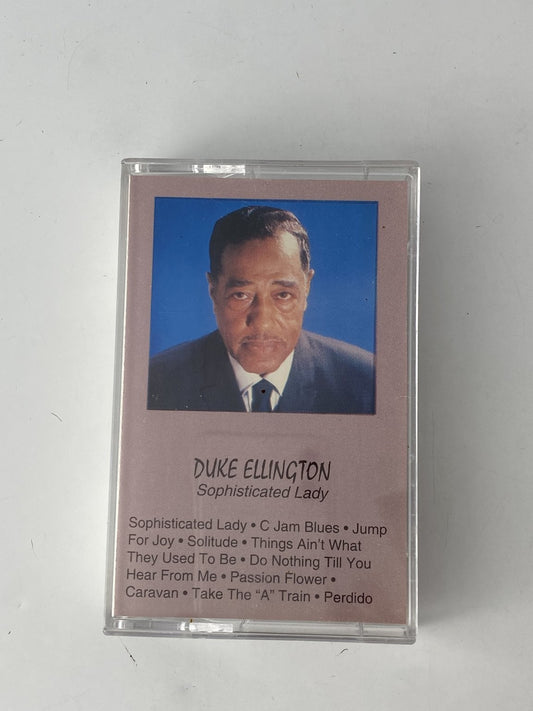 DUKE ELLINGTON
Sophisticated Lady
Sophisticated Lady • C Jam Blues • Jump
For Joy • Solitude • Things Ain't What
They Used To Be • Do Nothing Till You
Hear From Me • Passion Flower •
Caravan • Take The "A" Train • Perdido